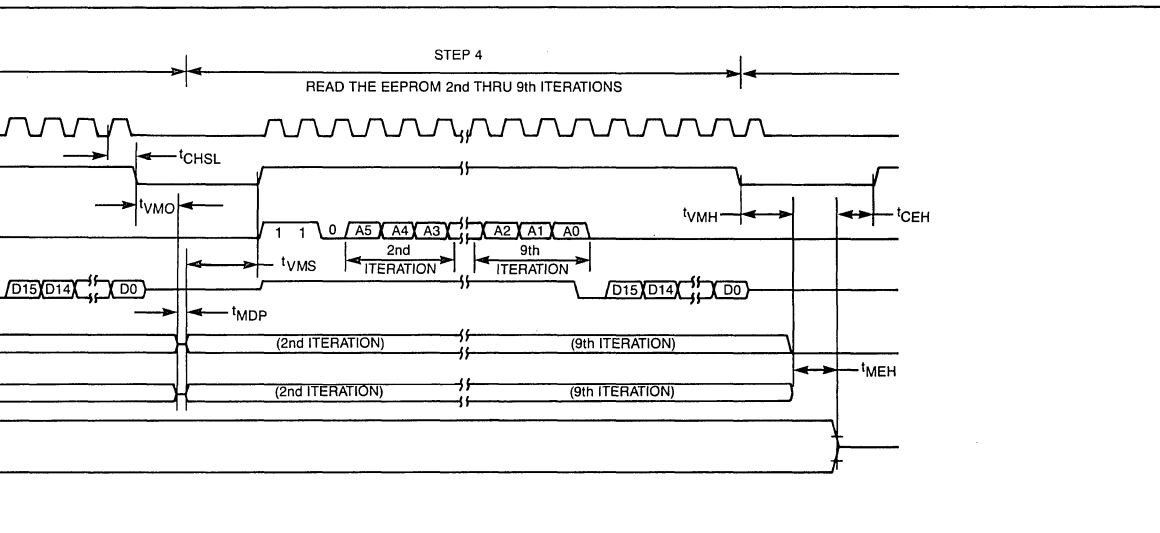 STEP 4
READ THE EEPROM 2nd THRU 9th ITERATIONS
tCHSL
tVMO
tVMH
tCEH
1 1 0 A5 A4 A3 A2 A1 A0
2nd ITERATION
9th ITERATION
tVMS
D15 D14 D0
D15 D14 D0
tMDP
(2nd ITERATION) (9th ITERATION)
tMEH
(2nd ITERATION) (9th ITERATION)